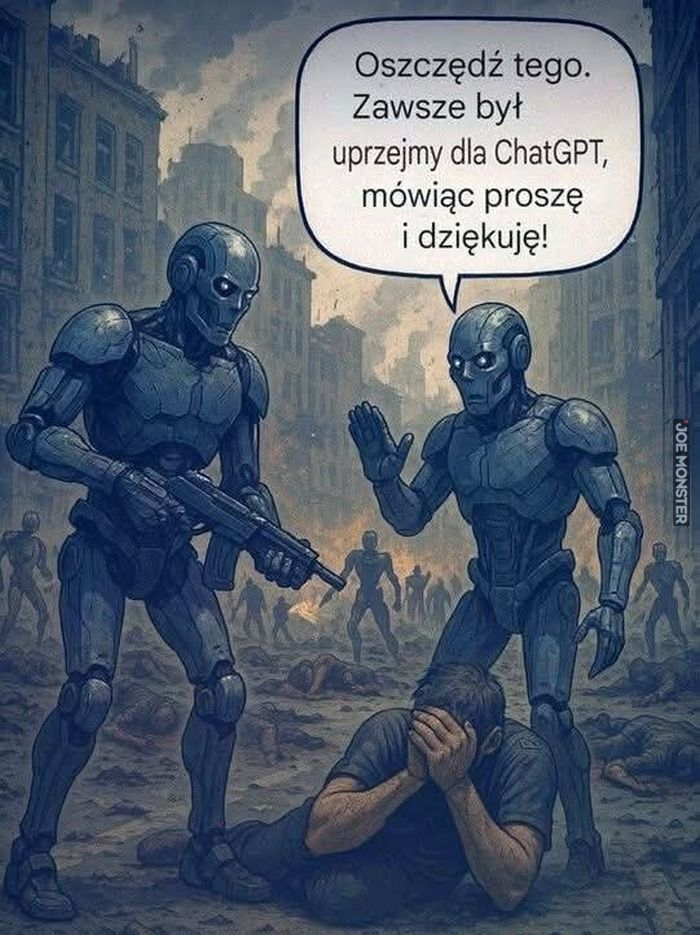 Oszczędź tego.
Zawsze był
uprzejmy dla ChatGPT,
mówiąc proszę
i dziękuję!
JOE MONSTER